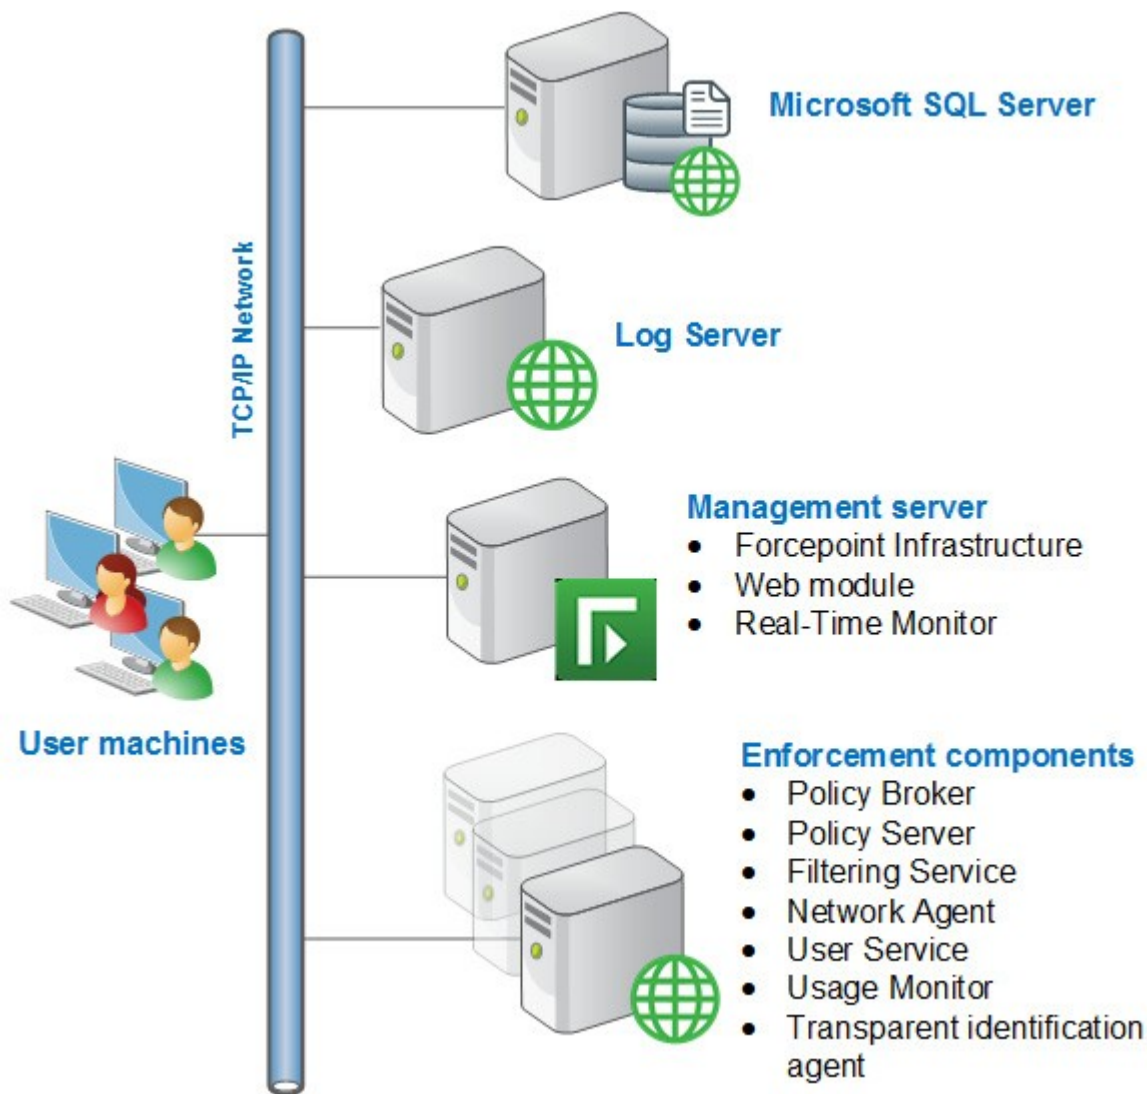 Microsoft SQL Server
TCP/IP Network
Log Server
Management server
• Forcepoint Infrastructure
• Web module
• Real-Time Monitor
User machines
Enforcement components
• Policy Broker
• Policy Server
• Filtering Service
• Network Agent
• User Service
• Usage Monitor
• Transparent identification
agent